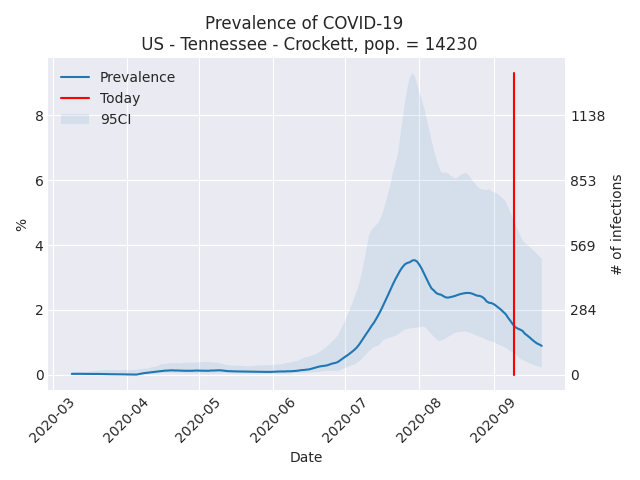 Prevalence of COVID-19
US - Tennessee - Crockett, pop. = 14230
Prevalence
Today
95CI
8
6
4
2
0
%
1138
853
569
284
0
# of infections
2020-03
2020-04
2020-05
2020-06
2020-07
2020-08
2020-09
Date